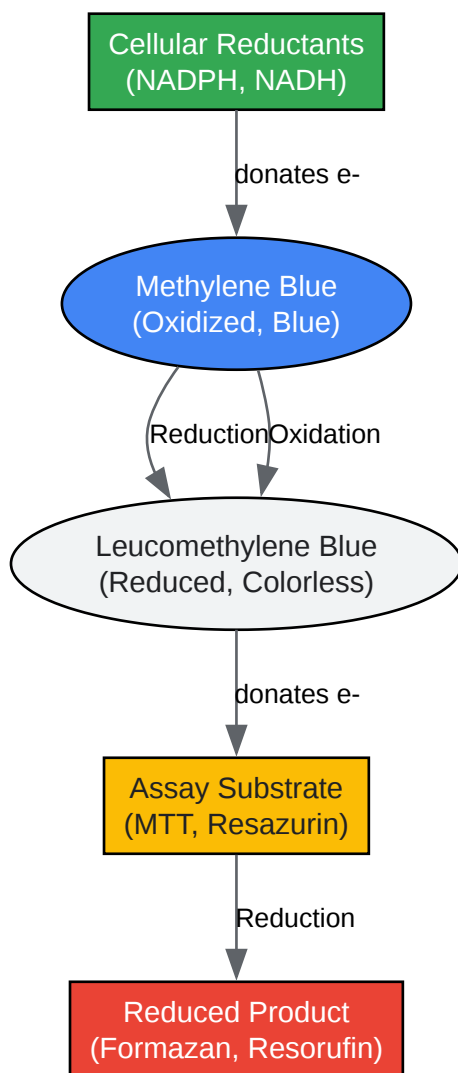 Cellular Reductants
(NADPH, NADH)
donates e-
Methylene Blue
(Oxidized, Blue)
Reduction
Oxidation
Leucomethylene Blue
(Reduced, Colorless)
donates e-
Assay Substrate
(MTT, Resazurin)
Reduction
Reduced Product
(Formazan, Resorufin)